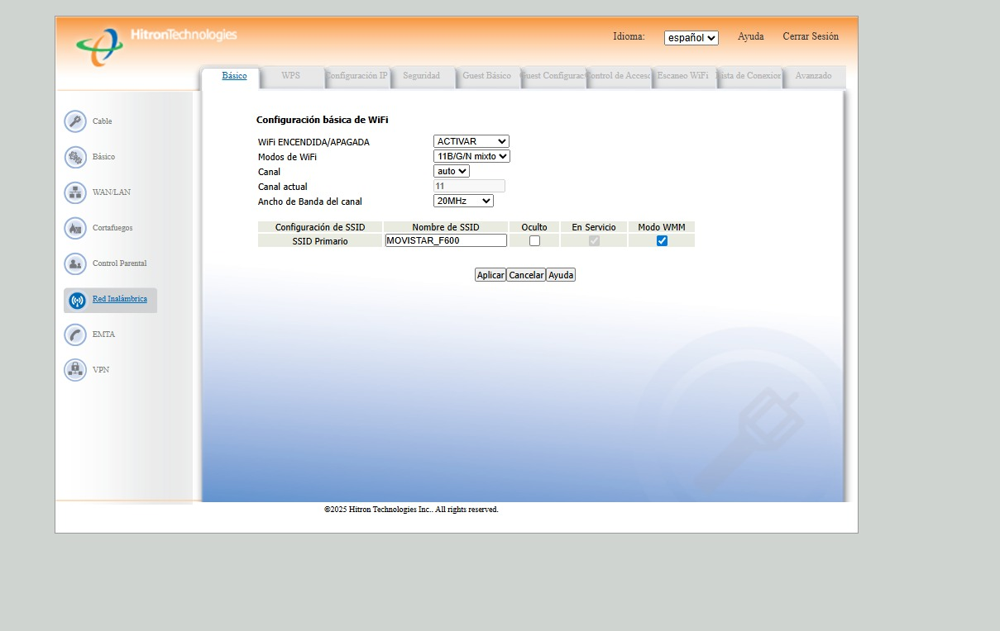 HitronTechnologies
Idioma: español Ayuda Cerrar Sesión
Básico WPS Configuración IP Seguridad Guest Básico Guest Configurac ontrol de Acceso Escaneo WiFi ista de Conexion Avanzado
Cable
Básico
WAN/LAN
Cortafuegos
Control Parental
Red Inalámbrica
EMTA
VPN
Configuración básica de WiFi
WiFi ENCENDIDA/APAGADA ACTIVAR
Modos de WiFi 11B/G/N mixto
Canal auto
Canal actual 11
Ancho de Banda del canal 20MHz
Configuración de SSID Nombre de SSID Oculto En Servicio Modo WMM
SSID Primario MOVISTAR_F600
Aplicar Cancelar Ayuda
©2025 Hitron Technologies Inc.. All rights reserved.